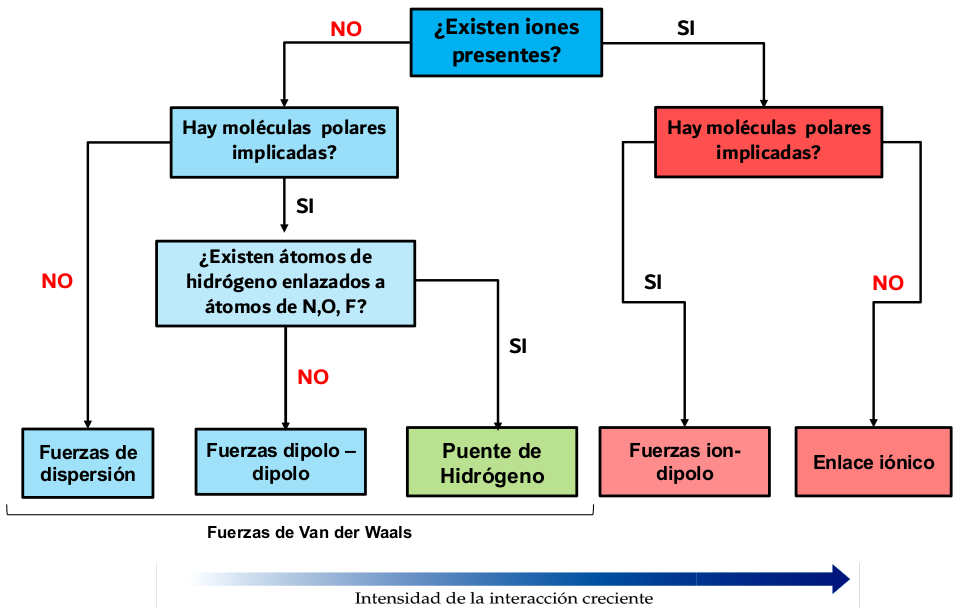 ¿Existen iones
presentes?
NO
SI
Hay moléculas polares
implicadas?
Hay moléculas polares
implicadas?
SI
¿Existen átomos de
hidrógeno enlazados a
átomos de N,O, F?
NO
SI
NO
SI
NO
Fuerzas de
dispersión
Fuerzas dipolo –
dipolo
Puente de
Hidrógeno
Fuerzas ion-
dipolo
Enlace iónico
Fuerzas de Van der Waals
Intensidad de la interacción creciente